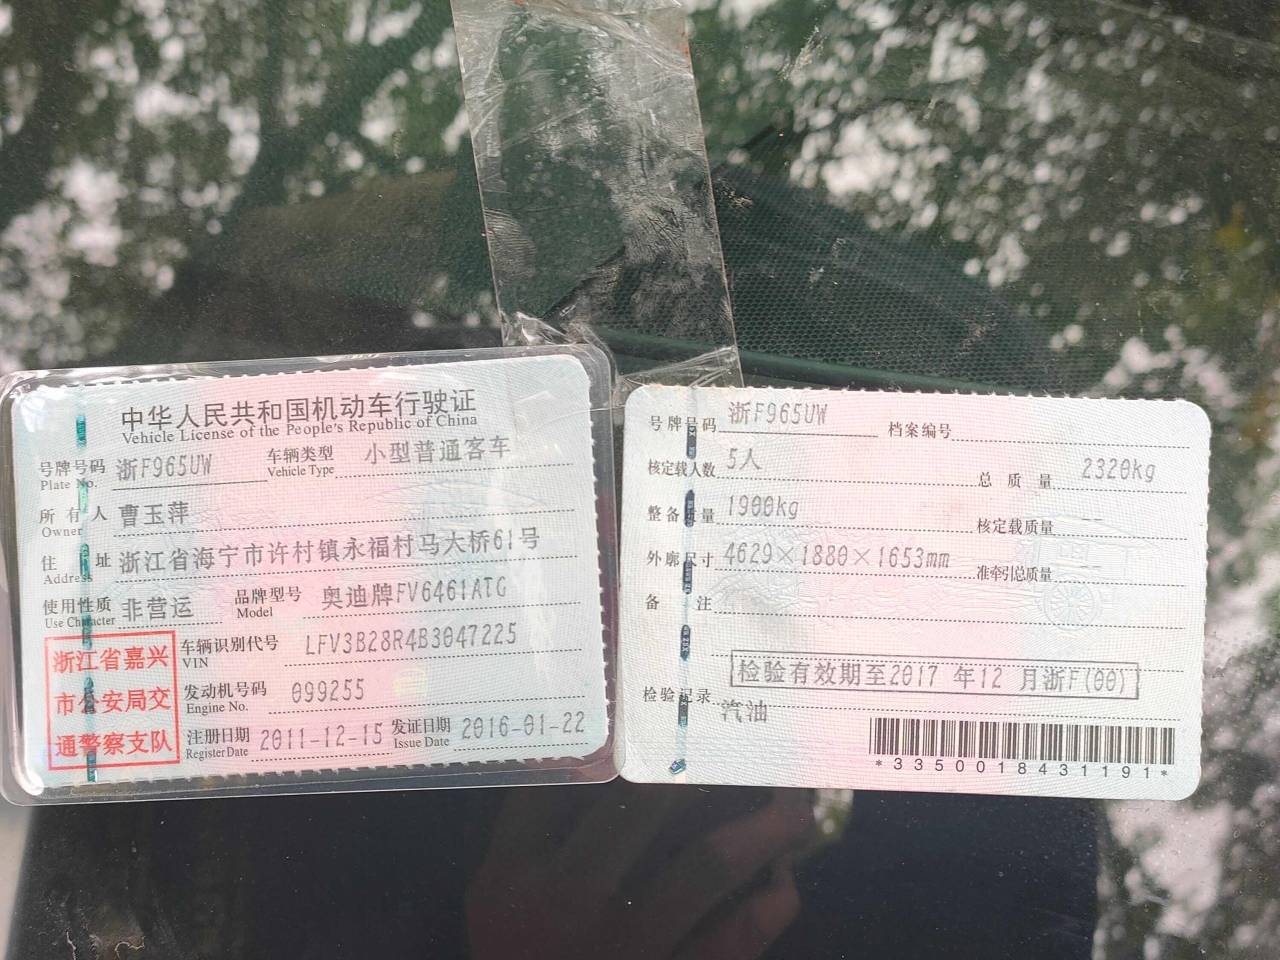 中华人民共和国机动车行驶证
Vehicle License of the People's Republic of China
号牌号码 浙F965UW 车辆类型 小型普通客车
Plate No. Vehicle Type
所有人 曹玉萍
Owner
住址 浙江省海宁市许村镇永福村马大桥61号
Address
使用性质 非营运 品牌型号 奥迪牌FV6461ATG
Use Character Model
浙江省嘉兴
市公安局交
通警察支队
车辆识别代号 LFV3B28R4B3047225
VIN
发动机号码 099255
Engine No.
注册日期 2011-12-15 发证日期 2016-01-22
Register Date Issue Date
号牌号码 浙F965UW 档案编号
核定载人数 5人 总质量 2320kg
整备质量 1900kg 核定载质量
外廓尺寸 4629×1880×1653mm 准牵引总质量
备注
检验有效期至2017 年12 月浙F(00)
检验记录
汽油
*3350018431191*